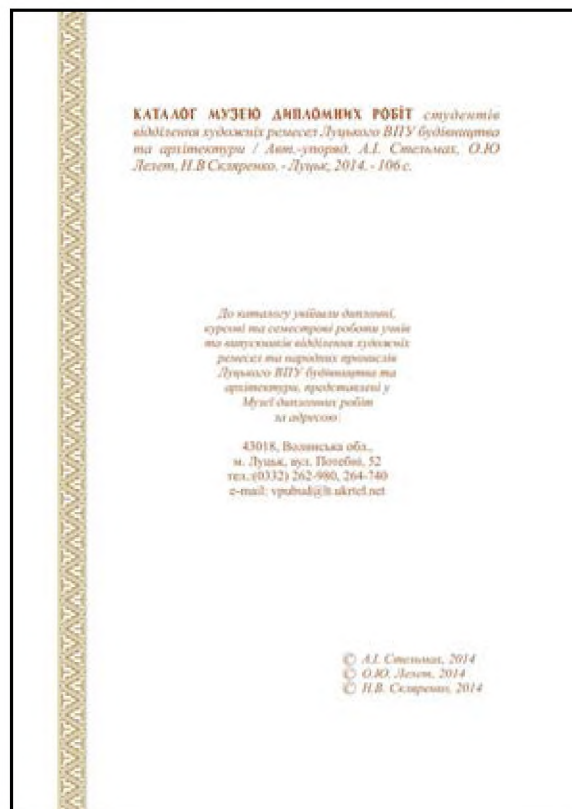 КАТАЛОГ МУЗЕЮ ДИПЛОМНИХ РОБІТ студентів
відділення художніх ремесел Луцького ВПУ будівництва
та архітектури / Авт.-упоряд. А.І. Стельмах, О.Ю
Лелет, Н.В Скляренко. - Луцьк, 2014. - 106 с.
До каталогу увійшли дипломні,
курсові та семестрові роботи учнів
та випускників відділення художніх
ремесел та народних промислів
Луцького ВПУ будівництва та
архітектури, представлені у
Музеї дипломних робіт
за адресою:
43018, Волинська обл.,
м. Луцьк, вул. Потебні, 52
тел.:(0332) 262-980, 264-740
e-mail: vpubud@lt.ukrtel.net
© А.І. Стельмах, 2014
© О.Ю. Лелет, 2014
© Н.В. Скляренко, 2014